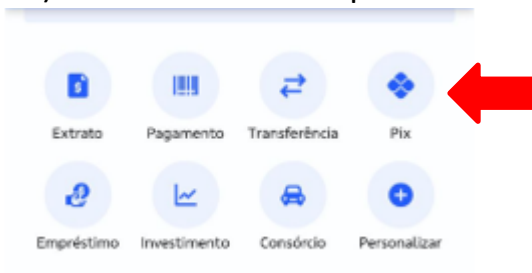 Extrato Pagamento Transferência Pix
Empréstimo Investimento Consórcio Personalizar